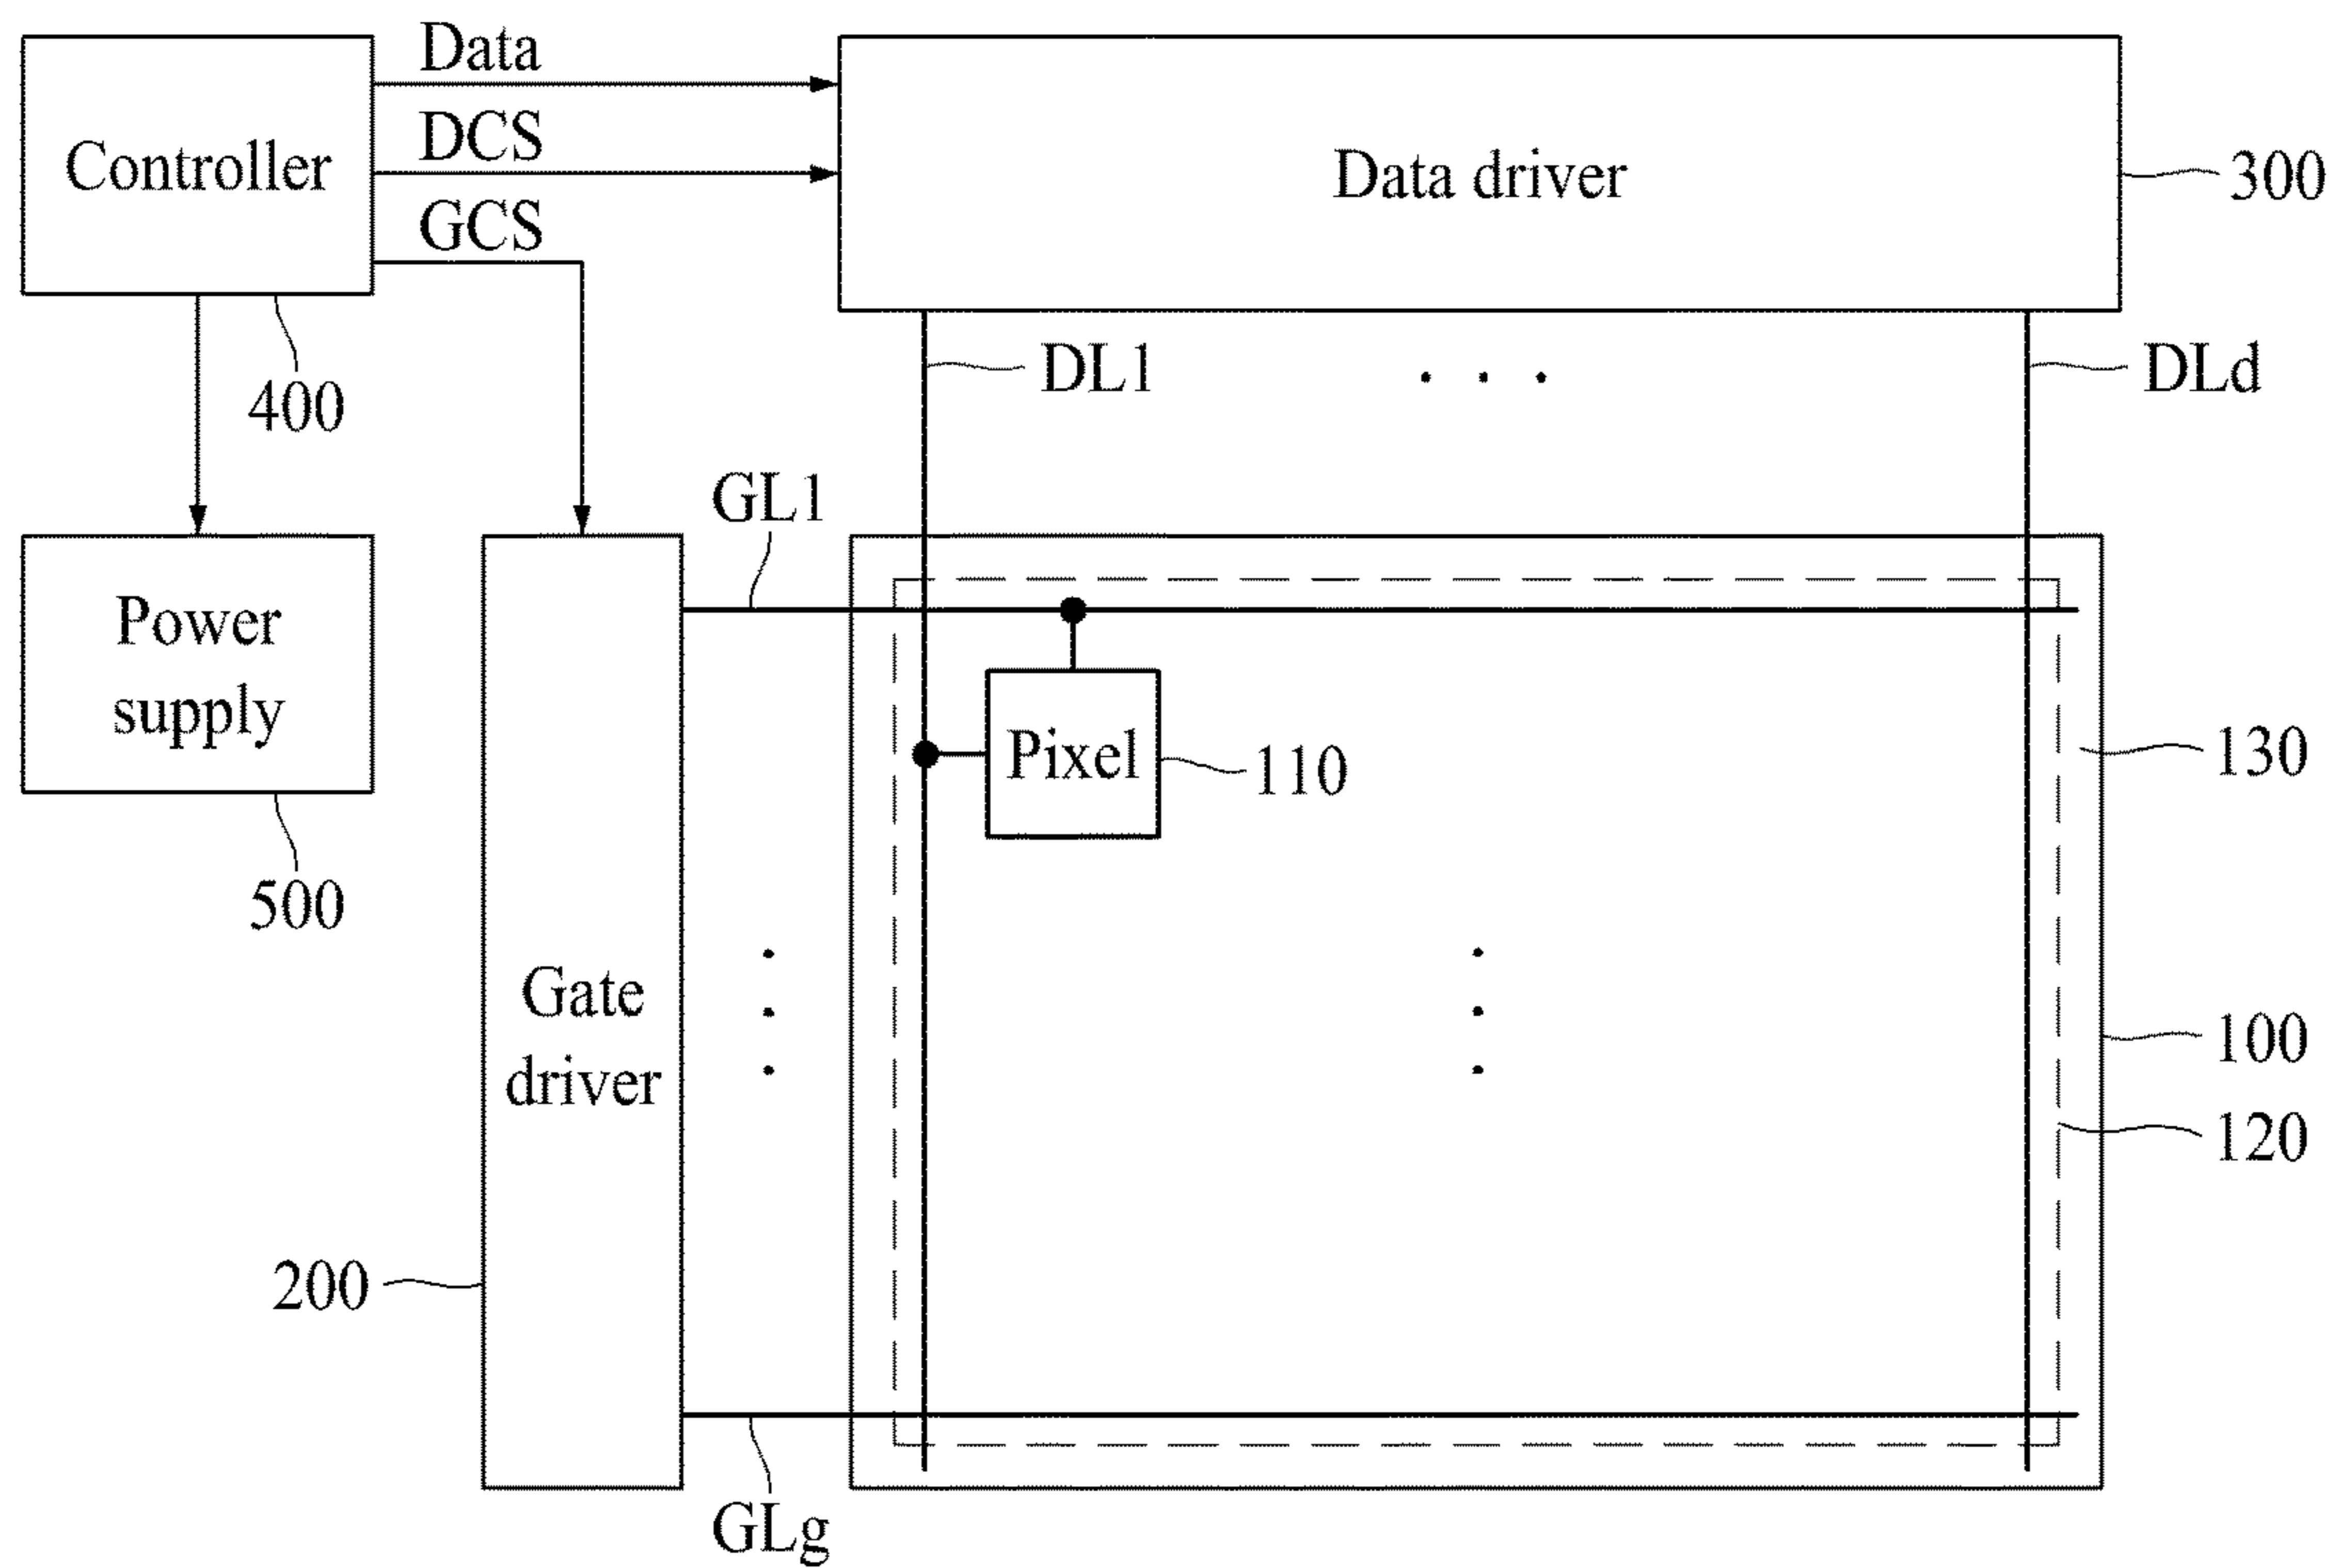 Data
DCS
GCS
Controller
Data driver
300
400
DL1
DLd
GL1
Power
supply
500
Pixel
110
130
Gate
driver
100
120
200
GLg